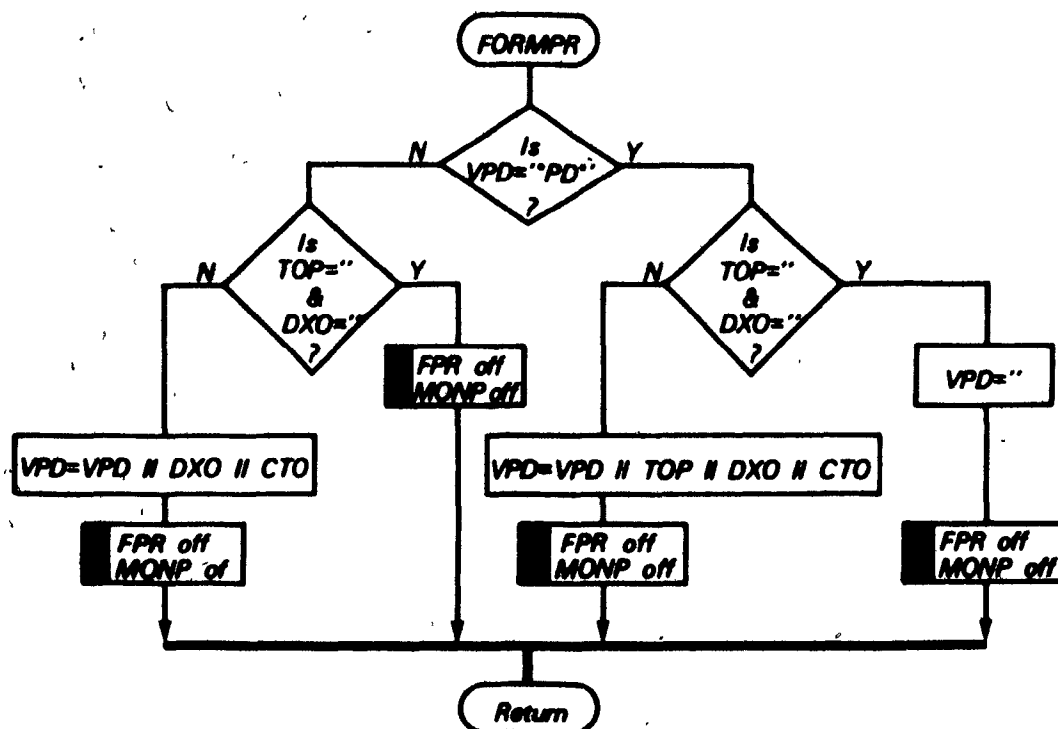 FORMPR
Is
VPD="PD"
?
N
Y
Is
TOP=''
&
DXO=''
?
N
Y
Is
TOP=''
&
DXO=''
?
N
Y
FPR off
MONP off
VPD=''
VPD=VPD || DXO || CTO
VPD=VPD || TOP || DXO || CTO
FPR off
MONP of
FPR off
MONP off
FPR off
MONP off
Return